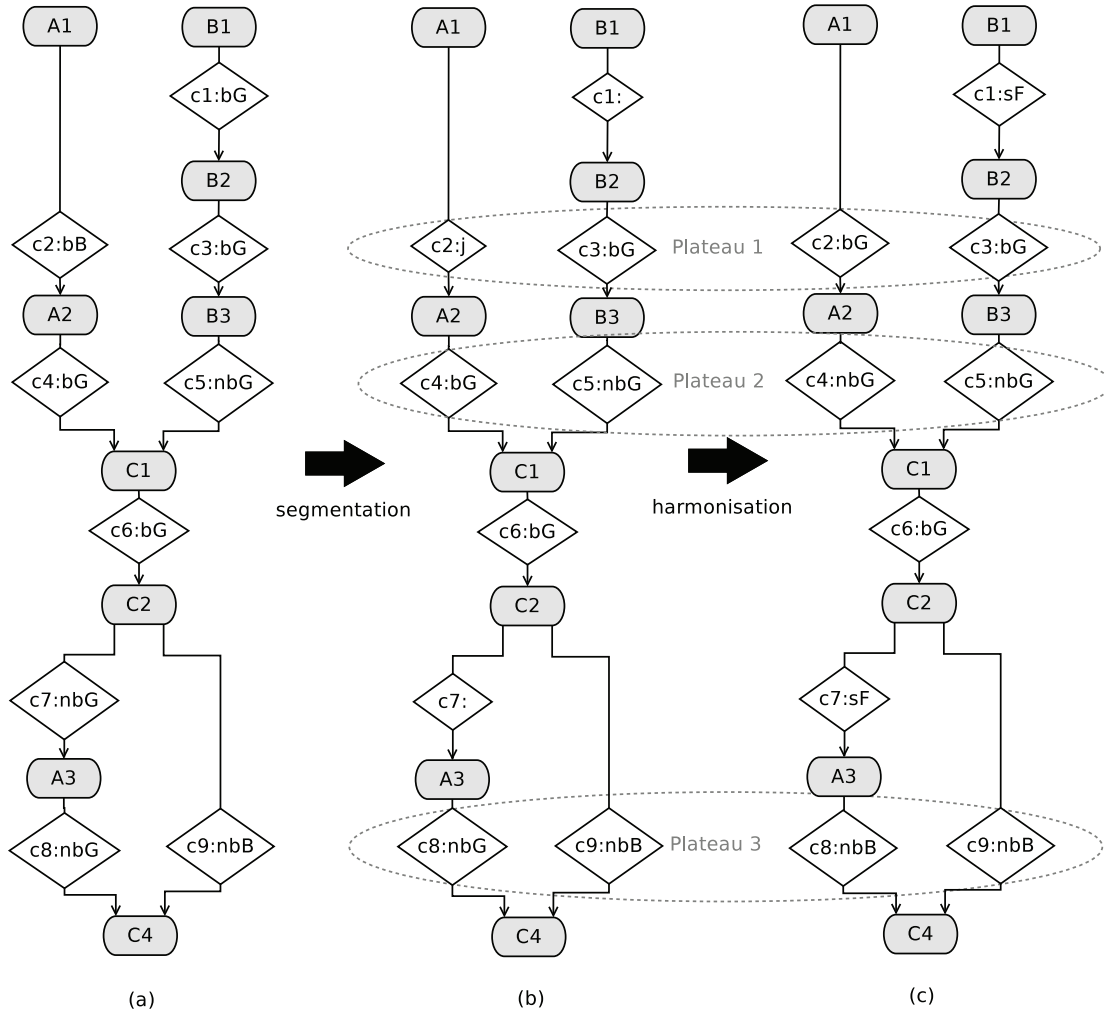 A1
B1
A1
B1
A1
B1
c1:bG
c1:
c1:sF
B2
B2
B2
c2:bB
c3:bG
c2:j
c3:bG
Plateau 1
c2:bG
c3:bG
A2
B3
A2
B3
A2
B3
c4:bG
c5:nbG
c4:bG
c5:nbG
Plateau 2
c4:nbG
c5:nbG
C1
C1
C1
segmentation
harmonisation
c6:bG
c6:bG
c6:bG
C2
C2
C2
c7:nbG
c7:
c7:sF
A3
A3
A3
c8:nbG
c9:nbB
c8:nbG
c9:nbB
Plateau 3
c8:nbB
c9:nbB
C4
C4
C4
(a)
(b)
(c)